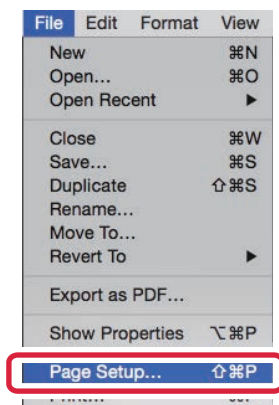 File Edit Format View
New ⌘N
Open... ⌘O
Open Recent ▶
Close ⌘W
Save... ⌘S
Duplicate ⇧⌘S
Rename...
Move To...
Revert To ▶
Export as PDF...
Show Properties ⌥⌘P
Page Setup... ⇧⌘P